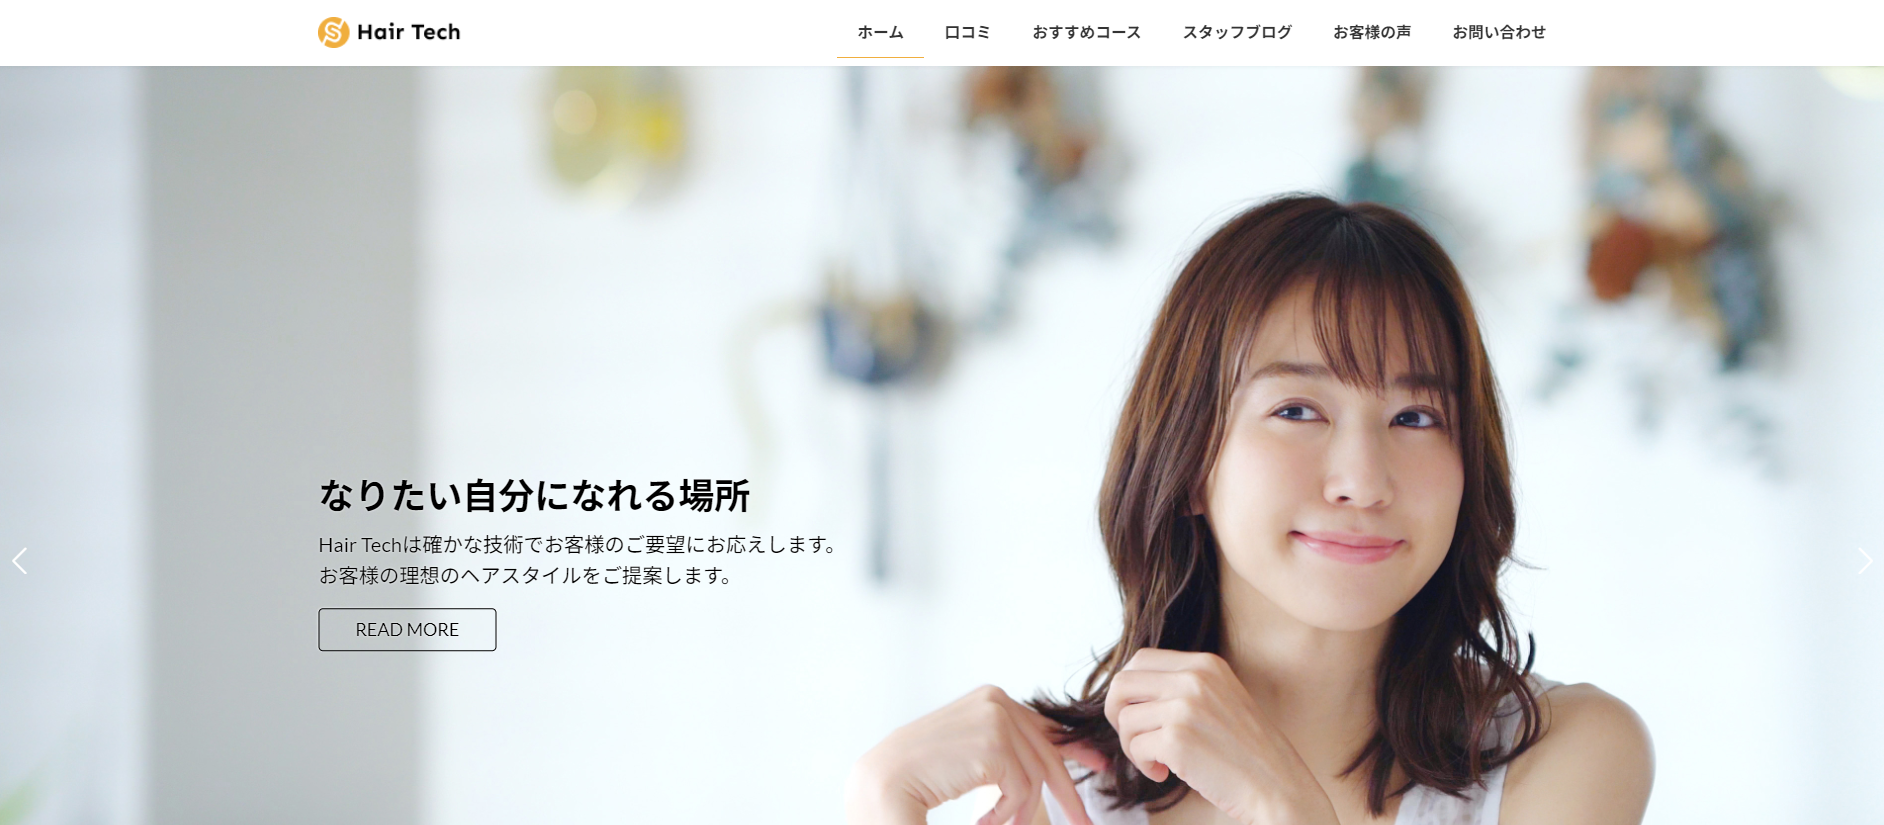 Hair Tech
ホーム 口コミ おすすめコース スタッフブログ お客様の声 お問い合わせ
なりたい自分になれる場所
Hair Techは確かな技術でお客様のご要望にお応えします。
お客様の理想のヘアスタイルをご提案します。
READ MORE